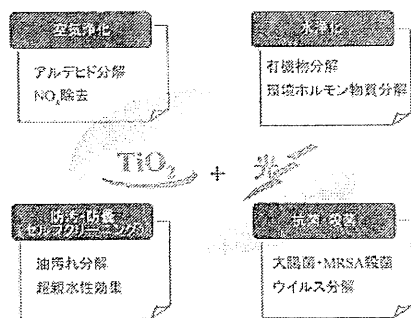 空気浄化
アルデヒド分解
NOx除去
水浄化
有機物分解
環境ホルモン物質分解
TiO2 + 光
防汚・防曇
(セルフクリーニング)
油汚れ分解
超親水性効果
抗菌・殺菌
大腸菌・MRSA殺菌
ウイルス分解